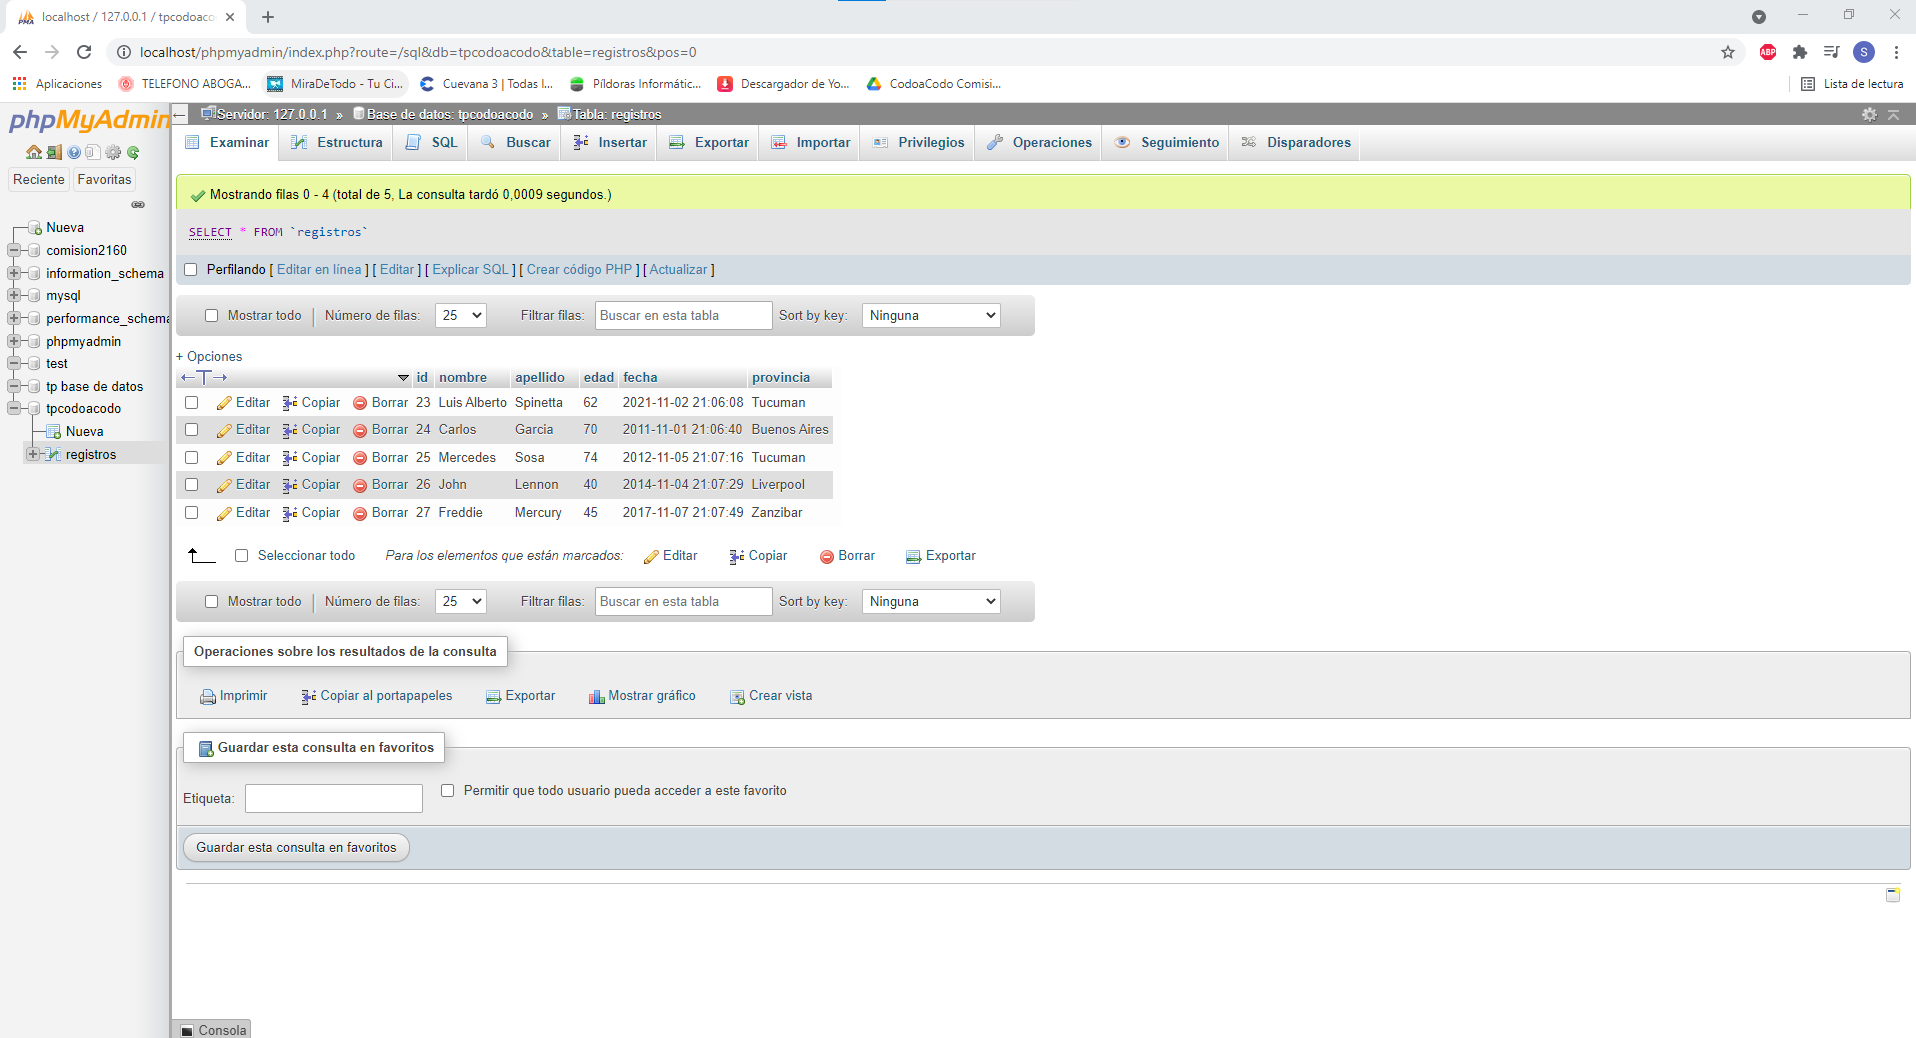 localhost / 127.0.0.1 / tpcodoaco
localhost/phpmyadmin/index.php?route=/sql&db=tpcodoacodo&table=registros&pos=0
ABP
S
Aplicaciones TELEFONO ABOGA... MiraDeTodo - Tu Ci... Cuevana 3 | Todas l... Píldoras Informátic... Descargador de Yo... CodoaCodo Comisi... Lista de lectura
phpMyAdmin
Reciente Favoritas
Nueva
comision2160
information_schema
mysql
performance_schema
phpmyadmin
test
tp base de datos
tpcodoacodo
Nueva
registros
Servidor: 127.0.0.1 » Base de datos: tpcodoacodo » Tabla: registros
Examinar Estructura SQL Buscar Insertar Exportar Importar Privilegios Operaciones Seguimiento Disparadores
Mostrando filas 0 - 4 (total de 5, La consulta tardó 0,0009 segundos.)
SELECT * FROM `registros`
Perfilando [ Editar en línea ] [ Editar ] [ Explicar SQL ] [ Crear código PHP ] [ Actualizar ]
Mostrar todo | Número de filas: 25 Filtrar filas: Buscar en esta tabla Sort by key: Ninguna
+ Opciones
←T→ id nombre apellido edad fecha provincia
Editar Copiar Borrar 23 Luis Alberto Spinetta 62 2021-11-02 21:06:08 Tucuman
Editar Copiar Borrar 24 Carlos Garcia 70 2011-11-01 21:06:40 Buenos Aires
Editar Copiar Borrar 25 Mercedes Sosa 74 2012-11-05 21:07:16 Tucuman
Editar Copiar Borrar 26 John Lennon 40 2014-11-04 21:07:29 Liverpool
Editar Copiar Borrar 27 Freddie Mercury 45 2017-11-07 21:07:49 Zanzibar
Seleccionar todo Para los elementos que están marcados: Editar Copiar Borrar Exportar
Mostrar todo | Número de filas: 25 Filtrar filas: Buscar en esta tabla Sort by key: Ninguna
Operaciones sobre los resultados de la consulta
Imprimir Copiar al portapapeles Exportar Mostrar gráfico Crear vista
Guardar esta consulta en favoritos
Etiqueta: Permitir que todo usuario pueda acceder a este favorito
Guardar esta consulta en favoritos
Consola